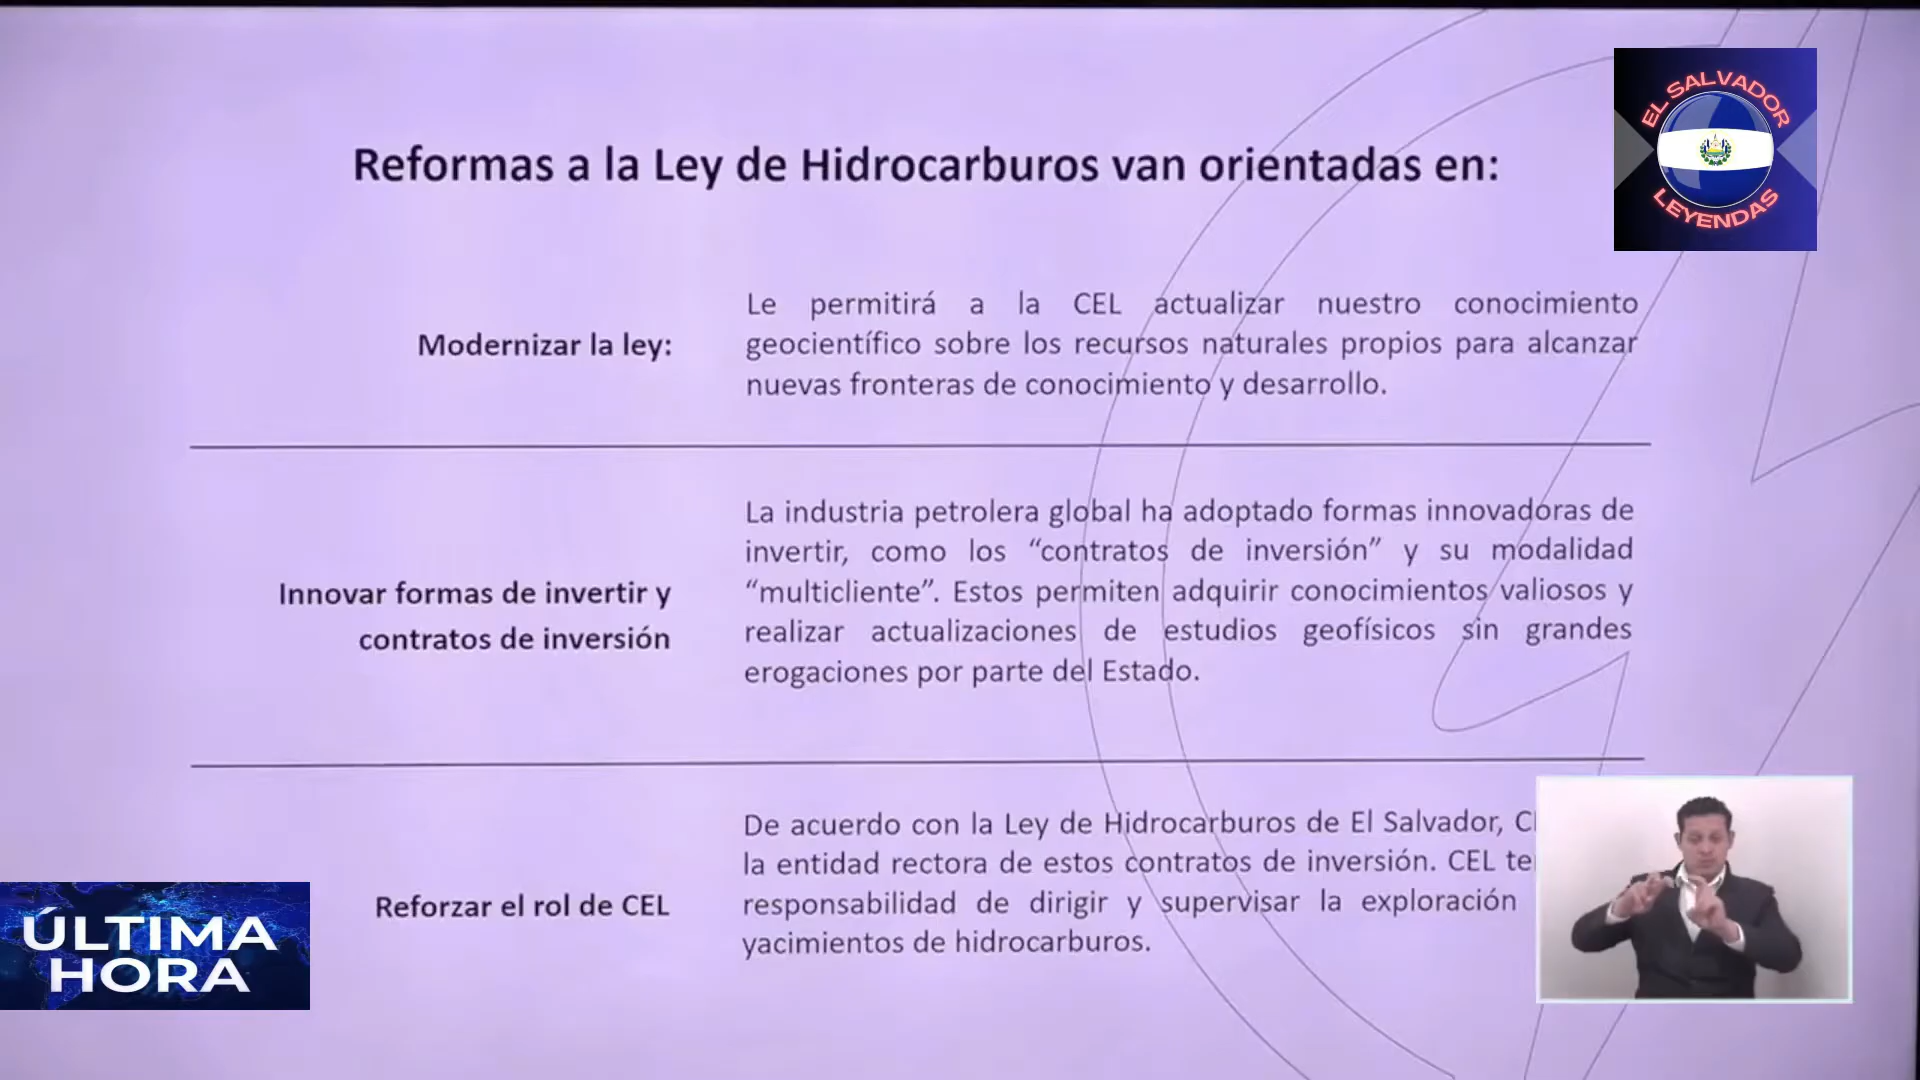 EL SALVADOR
LEYENDAS
Reformas a la Ley de Hidrocarburos van orientadas en:
Modernizar la ley:
Le permitirá a la CEL actualizar nuestro conocimiento
geocientífico sobre los recursos naturales propios para alcanzar
nuevas fronteras de conocimiento y desarrollo.
Innovar formas de invertir y
contratos de inversión
La industria petrolera global ha adoptado formas innovadoras de
invertir, como los “contratos de inversión” y su modalidad
“multicliente”. Estos permiten adquirir conocimientos valiosos y
realizar actualizaciones de estudios geofísicos sin grandes
erogaciones por parte del Estado.
Reforzar el rol de CEL
De acuerdo con la Ley de Hidrocarburos de El Salvador,
la entidad rectora de estos contratos de inversión. CEL
responsabilidad de dirigir y supervisar la exploración
yacimientos de hidrocarburos.
ÚLTIMA
HORA